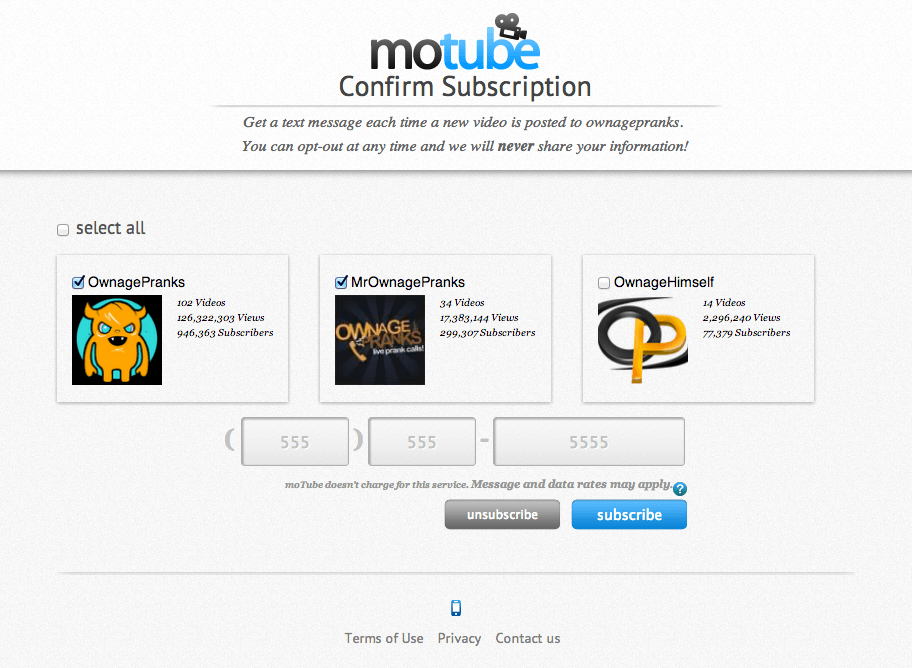 motube
Confirm Subscription
Get a text message each time a new video is posted to ownagepranks.
You can opt-out at any time and we will never share your information!
select all
OwnagePranks
102 Videos
126,322,303 Views
946,363 Subscribers
MrOwnagePranks
OWNAGE
PRANKS
live prank calls!
34 Videos
17,383,144 Views
299,307 Subscribers
OwnageHimself
OP
14 Videos
2,296,240 Views
77,379 Subscribers
( 555 ) 555 - 5555
moTube doesn't charge for this service. Message and data rates may apply. ?
unsubscribe subscribe
Terms of Use Privacy Contact us